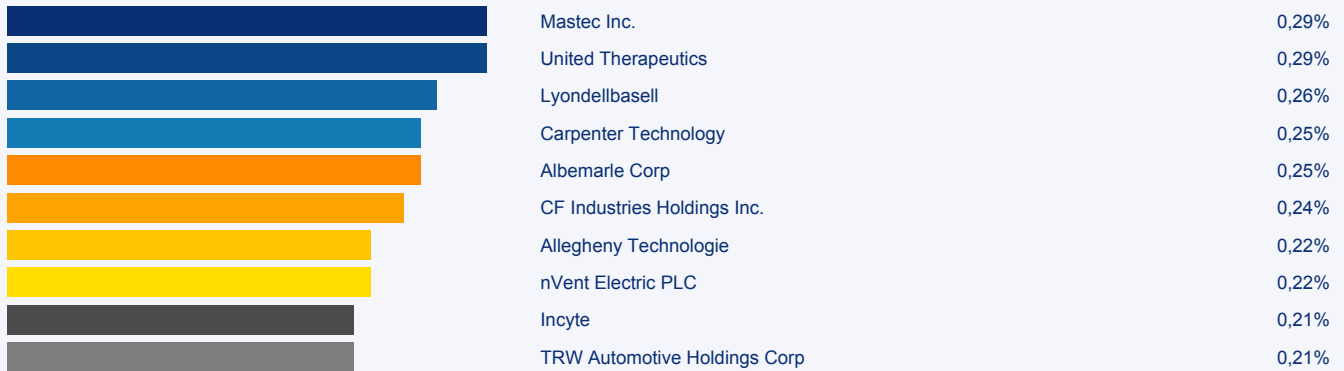 Mastec Inc. 0,29%
United Therapeutics 0,29%
Lyondellbasell 0,26%
Carpenter Technology 0,25%
Albemarle Corp 0,25%
CF Industries Holdings Inc. 0,24%
Allegheny Technologie 0,22%
nVent Electric PLC 0,22%
Incyte 0,21%
TRW Automotive Holdings Corp 0,21%